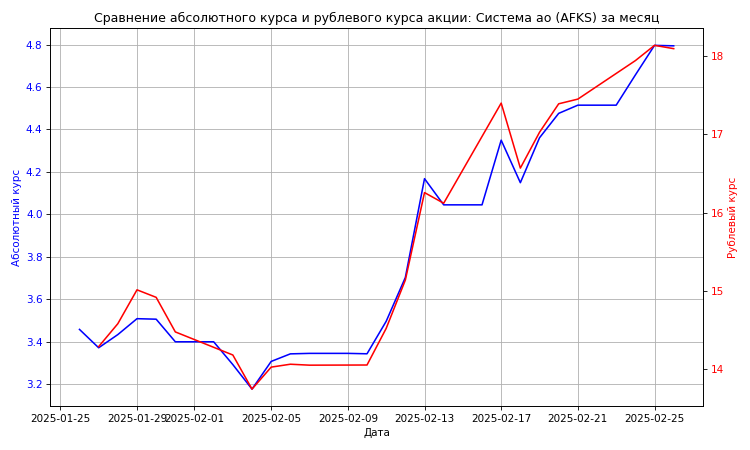 Сравнение абсолютного курса и рублевого курса акции: Система ао (AFKS) за месяц
Абсолютный курс
4.8
4.6
4.4
4.2
4.0
3.8
3.6
3.4
3.2
18
17
16
15
14
Рублевый курс
2025-01-25 2025-01-29 2025-02-01 2025-02-05 2025-02-09 2025-02-13 2025-02-17 2025-02-21 2025-02-25
Дата